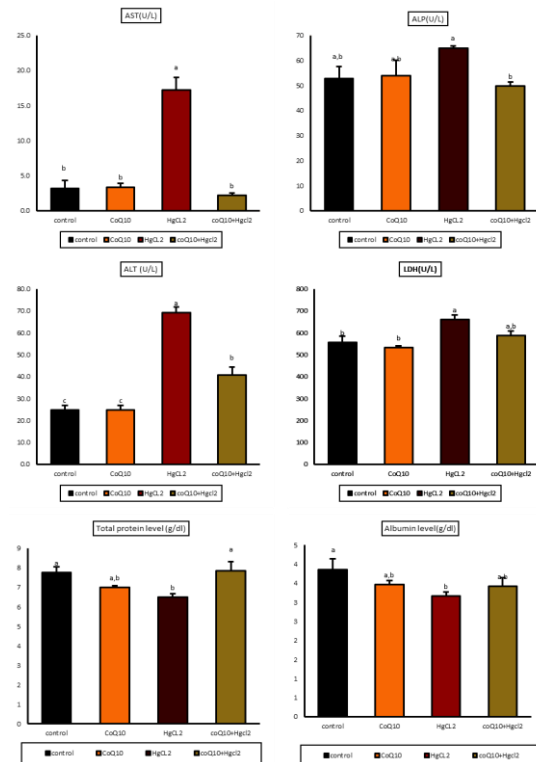 AST(U/L)
25.0
20.0
15.0
10.0
5.0
0.0
b
b
a
b
control
CoQ10
HgCL2
coQ10+Hgcl2
control CoQ10 HgCL2 coQ10+Hgcl2
ALP(U/L)
70
60
50
40
30
20
10
0
a,b
a,b
a
b
control
CoQ10
HgCL2
coQ10+Hgcl2
control CoQ10 HgCL2 coQ10+Hgcl2
ALT (U/L)
80.0
70.0
60.0
50.0
40.0
30.0
20.0
10.0
0.0
c
c
a
b
control
CoQ10
HgCL2
coQ10+Hgcl2
control CoQ10 HgCL2 coQ10+Hgcl2
LDH(U/L)
800
700
600
500
400
300
200
100
0
b
b
a
a,b
control
CoQ10
HgCL2
coQ10+Hgcl2
control CoQ10 HgCL2 coQ10+Hgcl2
Total protein level (g/dl)
9
8
7
6
5
4
3
2
1
0
a
a,b
b
a
control
CoQ10
HgCL2
coQ10+Hgcl2
control CoQ10 HgCL2 coQ10+Hgcl2
Albumin level(g/dl)
4
4
3
3
2
2
1
1
0
a
a,b
b
a,b
control
CoQ10
HgCL2
coQ10+Hgcl2
control CoQ10 HgCL2 coQ10+Hgcl2